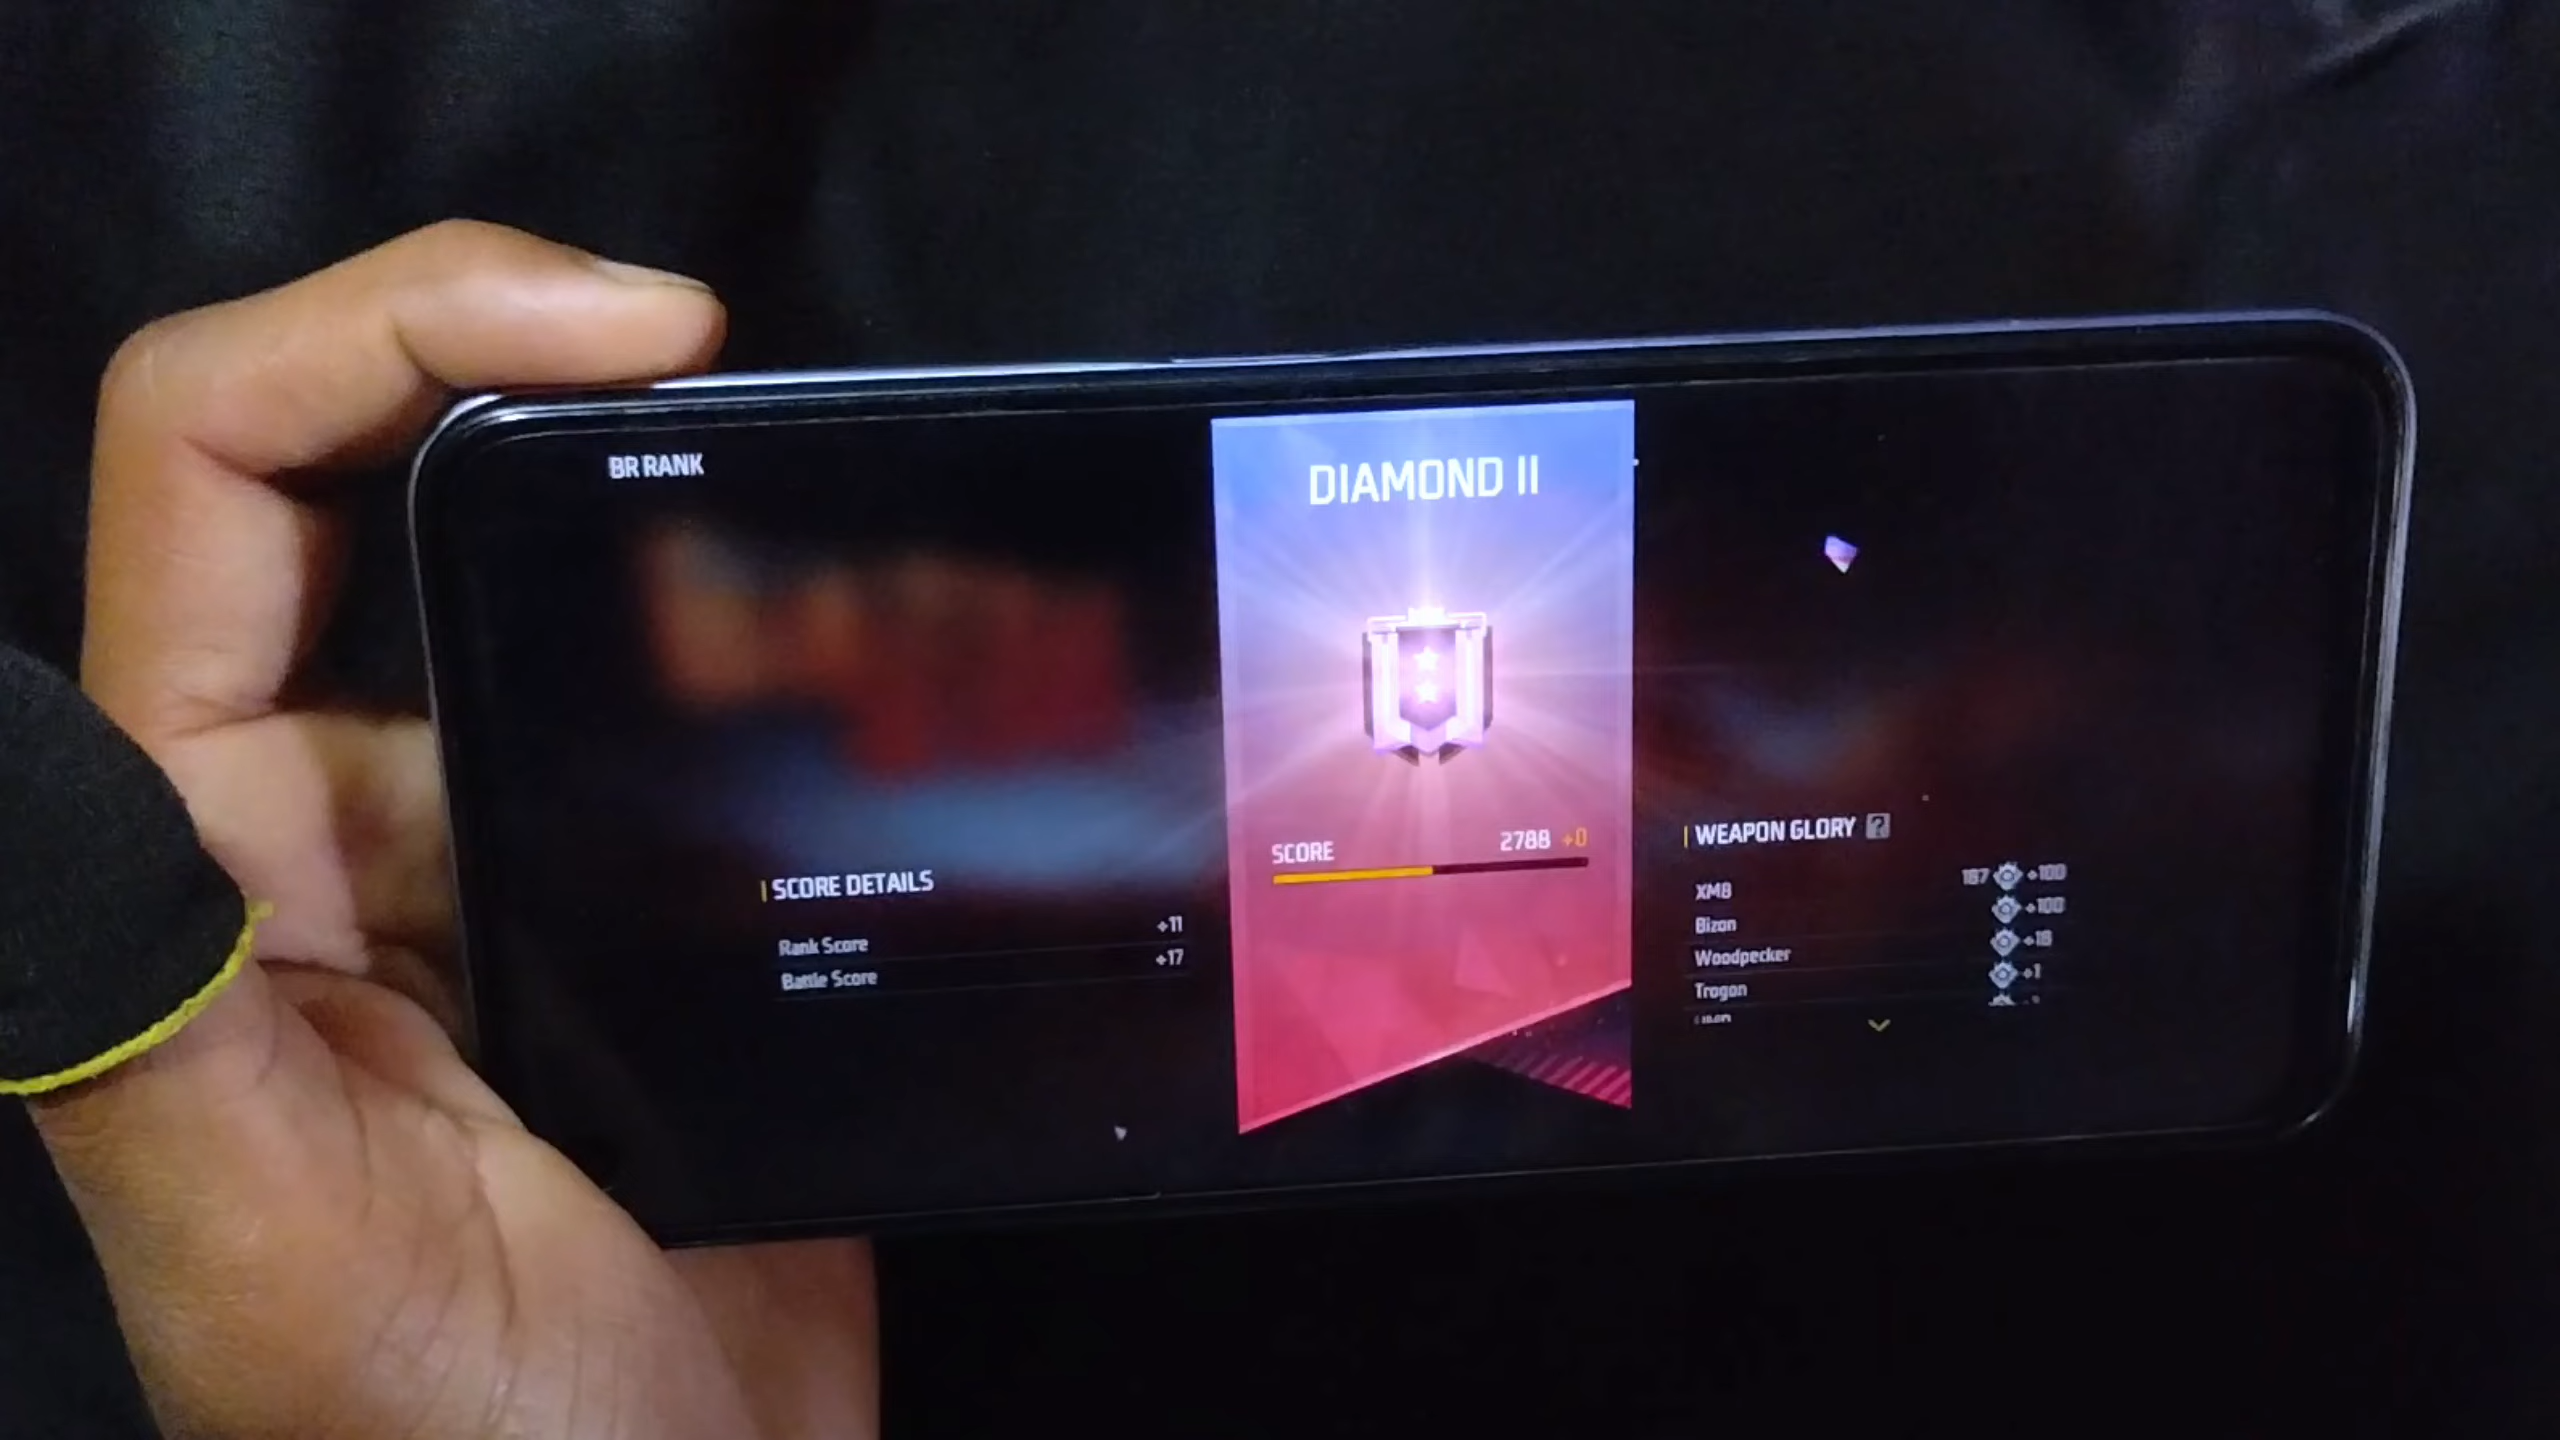 BR RANK
DIAMOND II
SCORE 2788 +0
SCORE DETAILS
Rank Score +11
Battle Score +17
WEAPON GLORY ?
XM8 187 +100
Bizon +100
Woodpecker +18
Trogon +1